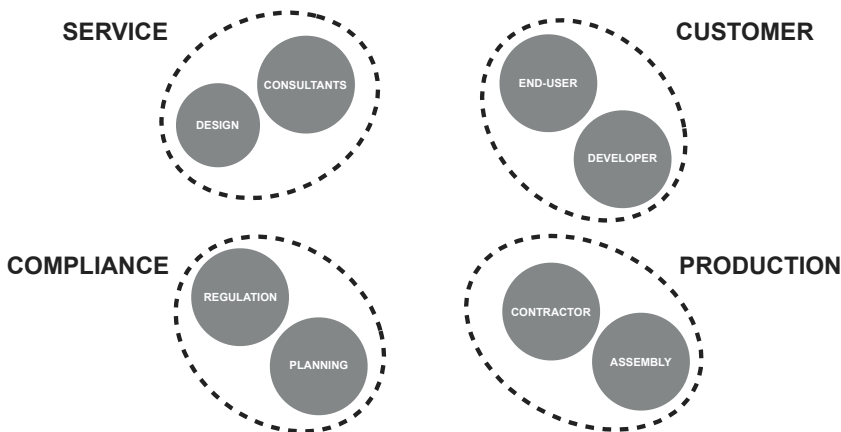 SERVICE
CONSULTANTS
DESIGN
CUSTOMER
END-USER
DEVELOPER
COMPLIANCE
REGULATION
PLANNING
PRODUCTION
CONTRACTOR
ASSEMBLY